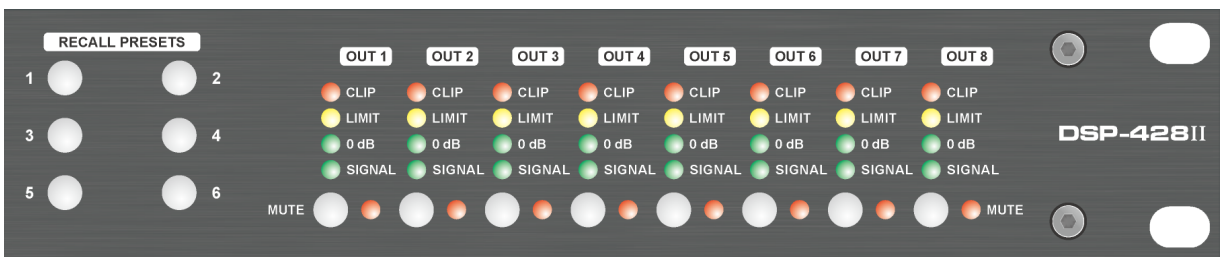 RECALL PRESETS
1 2
3 4
5 6
OUT 1 OUT 2 OUT 3 OUT 4 OUT 5 OUT 6 OUT 7 OUT 8
CLIP CLIP CLIP CLIP CLIP CLIP CLIP CLIP
LIMIT LIMIT LIMIT LIMIT LIMIT LIMIT LIMIT LIMIT
0 dB 0 dB 0 dB 0 dB 0 dB 0 dB 0 dB 0 dB
SIGNAL SIGNAL SIGNAL SIGNAL SIGNAL SIGNAL SIGNAL SIGNAL
MUTE MUTE
DSP-428II